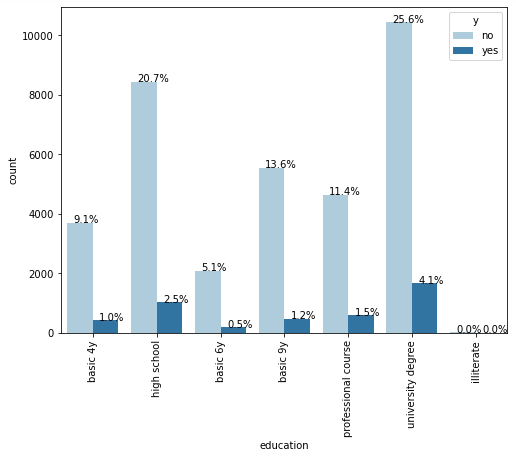 25.6%
y
no
yes
10000
20.7%
8000
count
6000
13.6%
11.4%
4000
9.1%
5.1%
4.1%
2000
2.5%
1.0%
0.5%
1.2%
1.5%
0.0%
0.0%
0
basic 4y
high school
basic 6y
basic 9y
professional course
university degree
illiterate
education